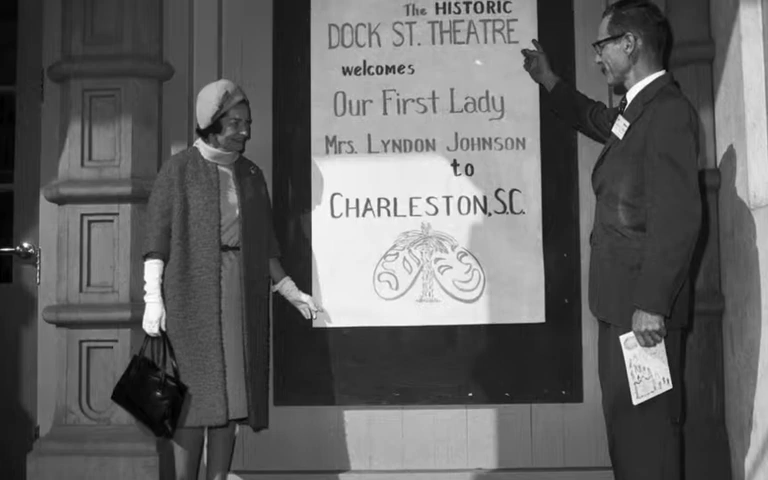 The HISTORIC
DOCK ST. THEATRE
welcomes
Our First Lady
Mrs. LYNDON JOHNSON
to
CHARLESTON, S.C.